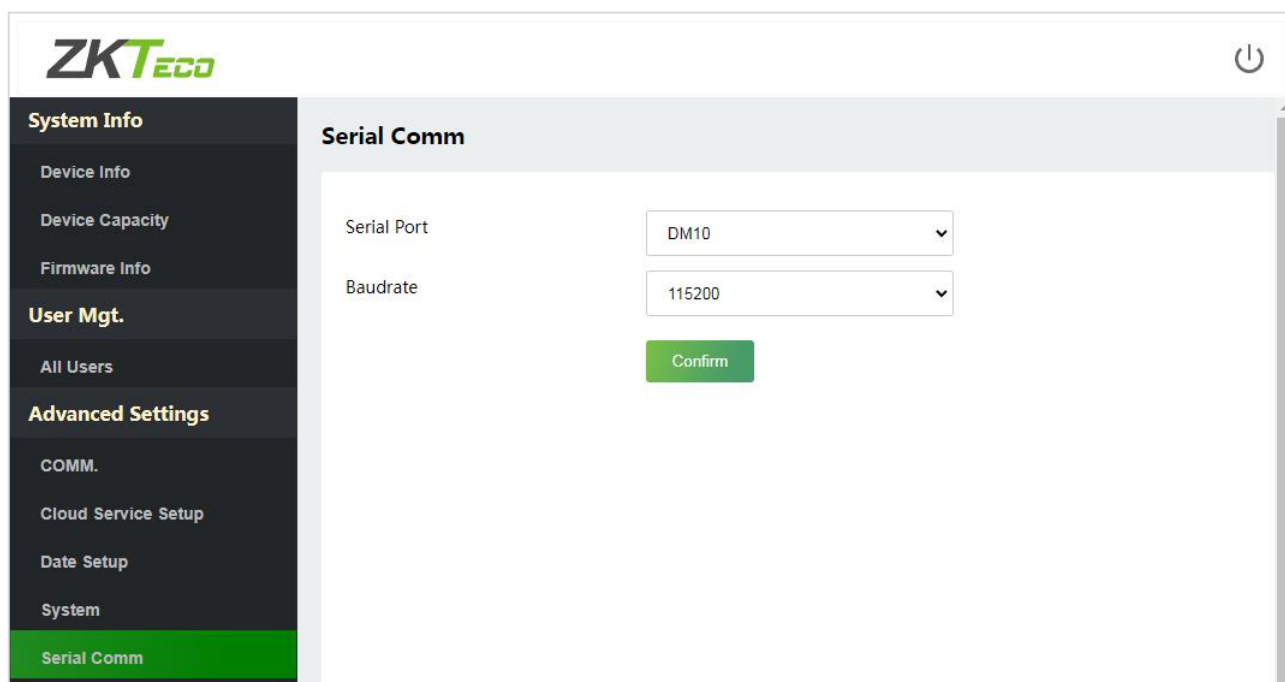 ZKTECO
System Info
Device Info
Device Capacity
Firmware Info
User Mgt.
All Users
Advanced Settings
COMM.
Cloud Service Setup
Date Setup
System
Serial Comm
Serial Comm
Serial Port DM10
Baudrate 115200
Confirm